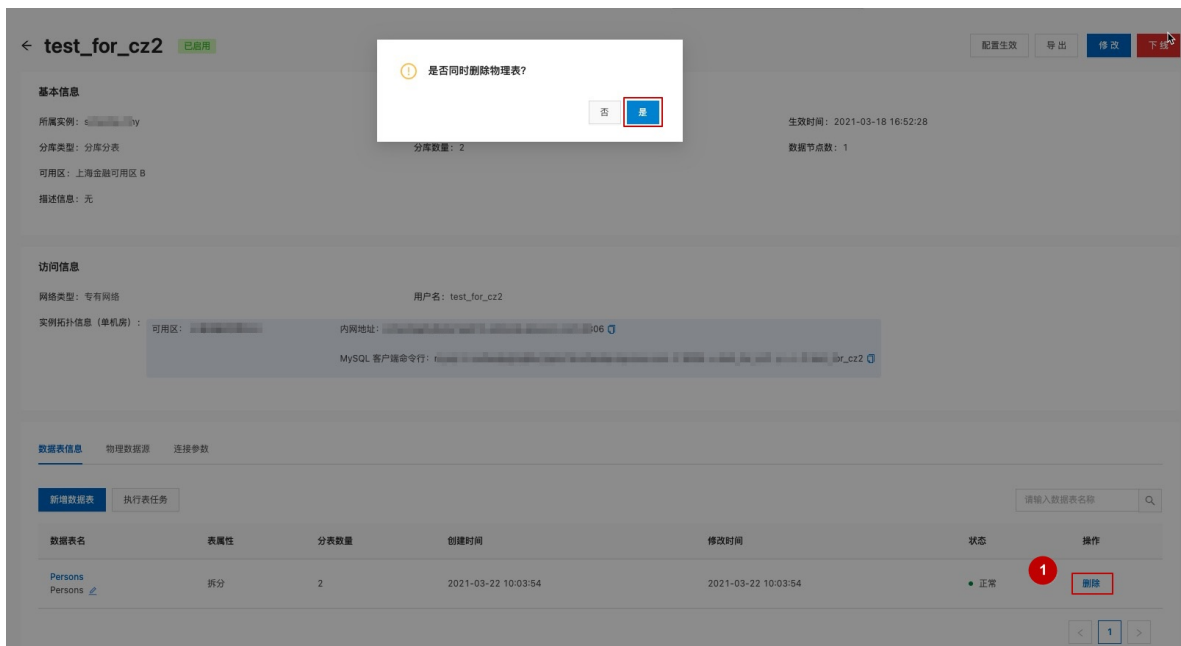 ← test_for_cz2 已启用 配置生效 导出 修改 下线
是否同时删除物理表?
否 是
基本信息
所属实例: s ny 生效时间: 2021-03-18 16:52:28
分库类型: 分库分表 分库数量: 2 数据节点数: 1
可用区: 上海金融可用区 B
描述信息: 无
访问信息
网络类型: 专有网络 用户名: test_for_cz2
实例拓扑信息 (单机房) : 可用区: 内网地址: 306
MySQL 客户端命令行: or_cz2
数据表信息 物理数据源 连接参数
新增数据表 执行表任务 请输入数据表名称
数据表名 表属性 分表数量 创建时间 修改时间 状态 操作
Persons
Persons 拆分 2 2021-03-22 10:03:54 2021-03-22 10:03:54 正常 1 删除
< 1 >